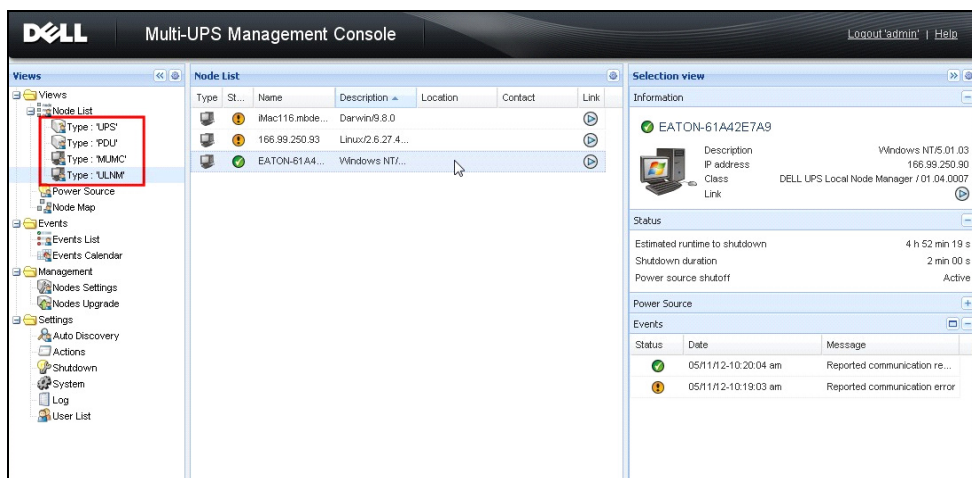 DELL
Multi-UPS Management Console
Logout 'admin' | Help
Views
Views
Node List
Type : 'UPS'
Type : 'PDU'
Type : 'MUMC'
Type : 'ULNM'
Power Source
Node Map
Events
Events List
Events Calendar
Management
Nodes Settings
Nodes Upgrade
Settings
Auto Discovery
Actions
Shutdown
System
Log
User List
Node List
Type St... Name Description Location Contact Link
iMac116.mbde... Darwin/9.8.0
166.99.250.93 Linux/2.6.27.4...
EATON-61A4... Windows NT/...
Selection view
Information
EATON-61A42E7A9
Description Windows NT/5.01.03
IP address 166.99.250.90
Class DELL UPS Local Node Manager / 01.04.0007
Link
Status
Estimated runtime to shutdown 4 h 52 min 19 s
Shutdown duration 2 min 00 s
Power source shutoff Active
Power Source
Events
Status Date Message
05/11/12-10:20:04 am Reported communication re...
05/11/12-10:19:03 am Reported communication error